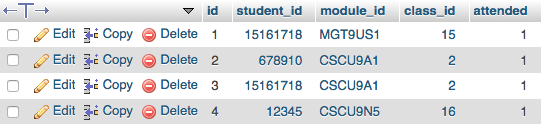 id student_id module_id class_id attended
Edit Copy Delete 1 15161718 MGT9US1 15 1
Edit Copy Delete 2 678910 CSCU9A1 2 1
Edit Copy Delete 3 15161718 CSCU9A1 2 1
Edit Copy Delete 4 12345 CSCU9N5 16 1